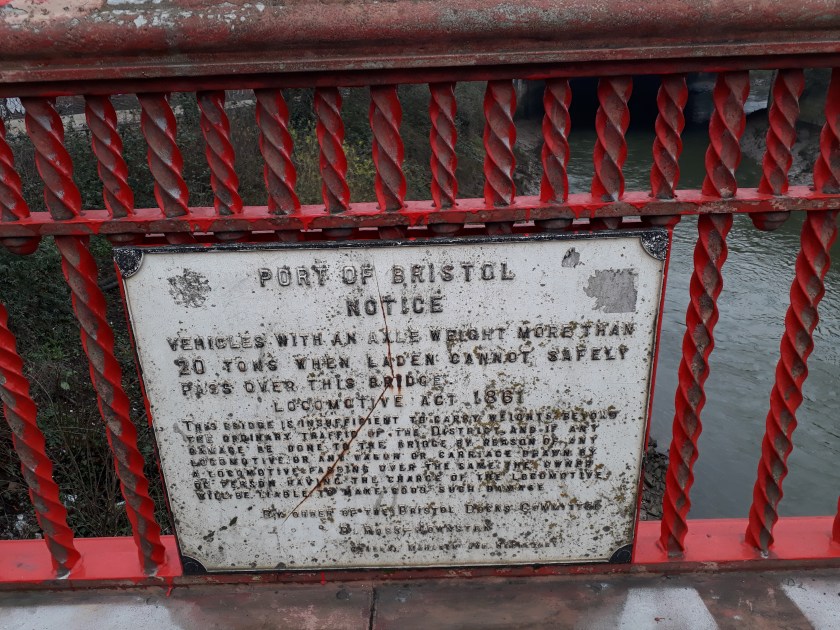 PORT OF BRISTOL
NOTICE
VEHICLES WITH AN AXLE WEIGHT MORE THAN
20 TONS WHEN LADEN CANNOT SAFELY
PASS OVER THIS BRIDGE.
LOCOMOTIVE ACT 1861
THIS BRIDGE IS INSUFFICIENT TO CARRY WEIGHTS BEYOND
THE ORDINARY TRAFFIC OF THE DISTRICT AND IF ANY
DAMAGE BE DONE TO THE BRIDGE BY REASON OF ANY
LOCOMOTIVE OR ANY WAGON OR CARRIAGE DRAWN BY
A LOCOMOTIVE PASSING OVER THE SAME THE OWNER
OR PERSON HAVING THE CHARGE OF THE LOCOMOTIVE
WILL BE LIABLE TO MAKE GOOD SUCH DAMAGE
BY ORDER OF THE BRISTOL DOCKS COMMITTEE